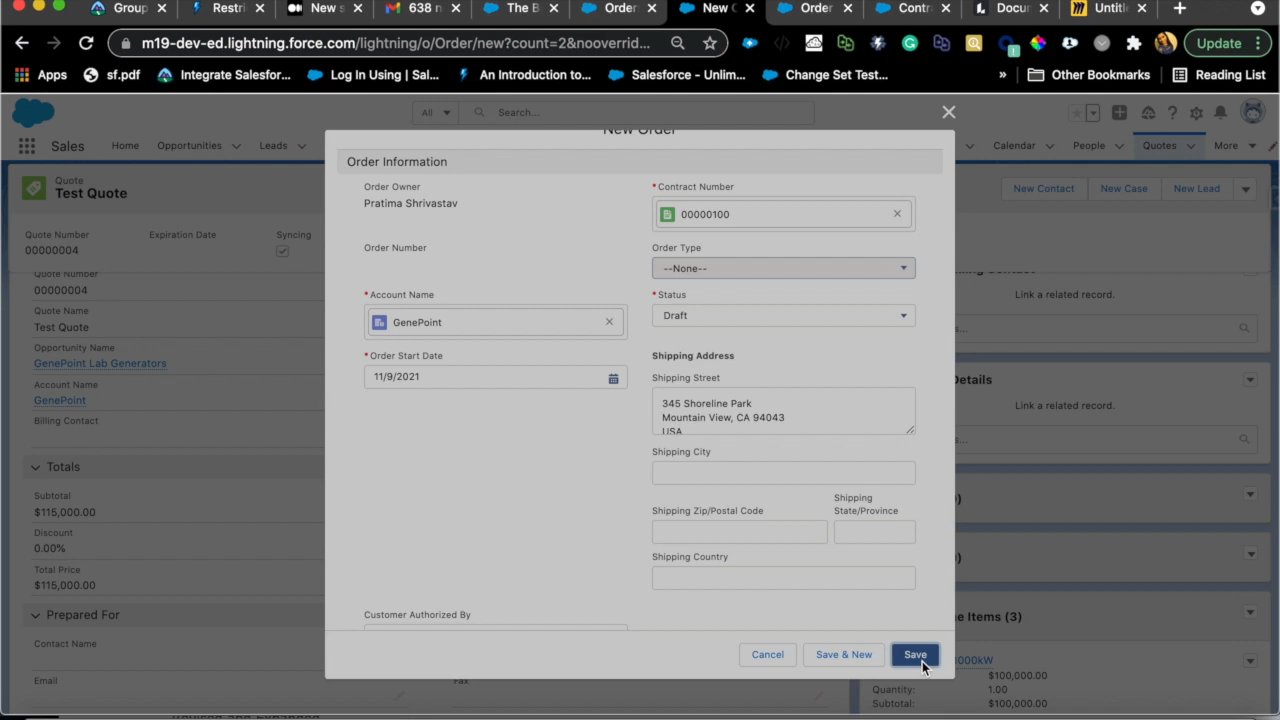 Group
Restri
New s
638 n
The B
Order
New C
Order
Contr
Docu
Untitl
m19-dev-ed.lightning.force.com/lightning/o/Order/new?count=2&nooverrid...
Update
Apps
sf.pdf
Integrate Salesfor...
Log In Using | Sal...
An Introduction to...
Salesforce - Unlim...
Change Set Test...
»
Other Bookmarks
Reading List
All
Search...
Sales
Home
Opportunities
Leads
Calendar
People
Quotes
More
Quote
Test Quote
New Contact
New Case
New Lead
Quote Number
Expiration Date
Syncing
00000004
Quote Number
00000004
Quote Name
Test Quote
Opportunity Name
GenePoint Lab Generators
Account Name
GenePoint
Billing Contact
Totals
Subtotal
$115,000.00
Discount
0.00%
Total Price
$115,000.00
Prepared For
Contact Name
Email
Fax
New Order
Order Information
Order Owner
Pratima Shrivastav
* Contract Number
00000100
Order Number
Order Type
--None--
* Account Name
GenePoint
* Status
Draft
* Order Start Date
11/9/2021
Shipping Address
Shipping Street
345 Shoreline Park
Mountain View, CA 94043
USA
Shipping City
Shipping Zip/Postal Code
Shipping State/Province
Shipping Country
Customer Authorized By
Cancel
Save & New
Save
Link a related record.
s...
Details
Link a related record.
s...
)
)
ne Items (3)
3000kW
$100,000.00
Quantity:
1.00
Subtotal:
$100,000.00